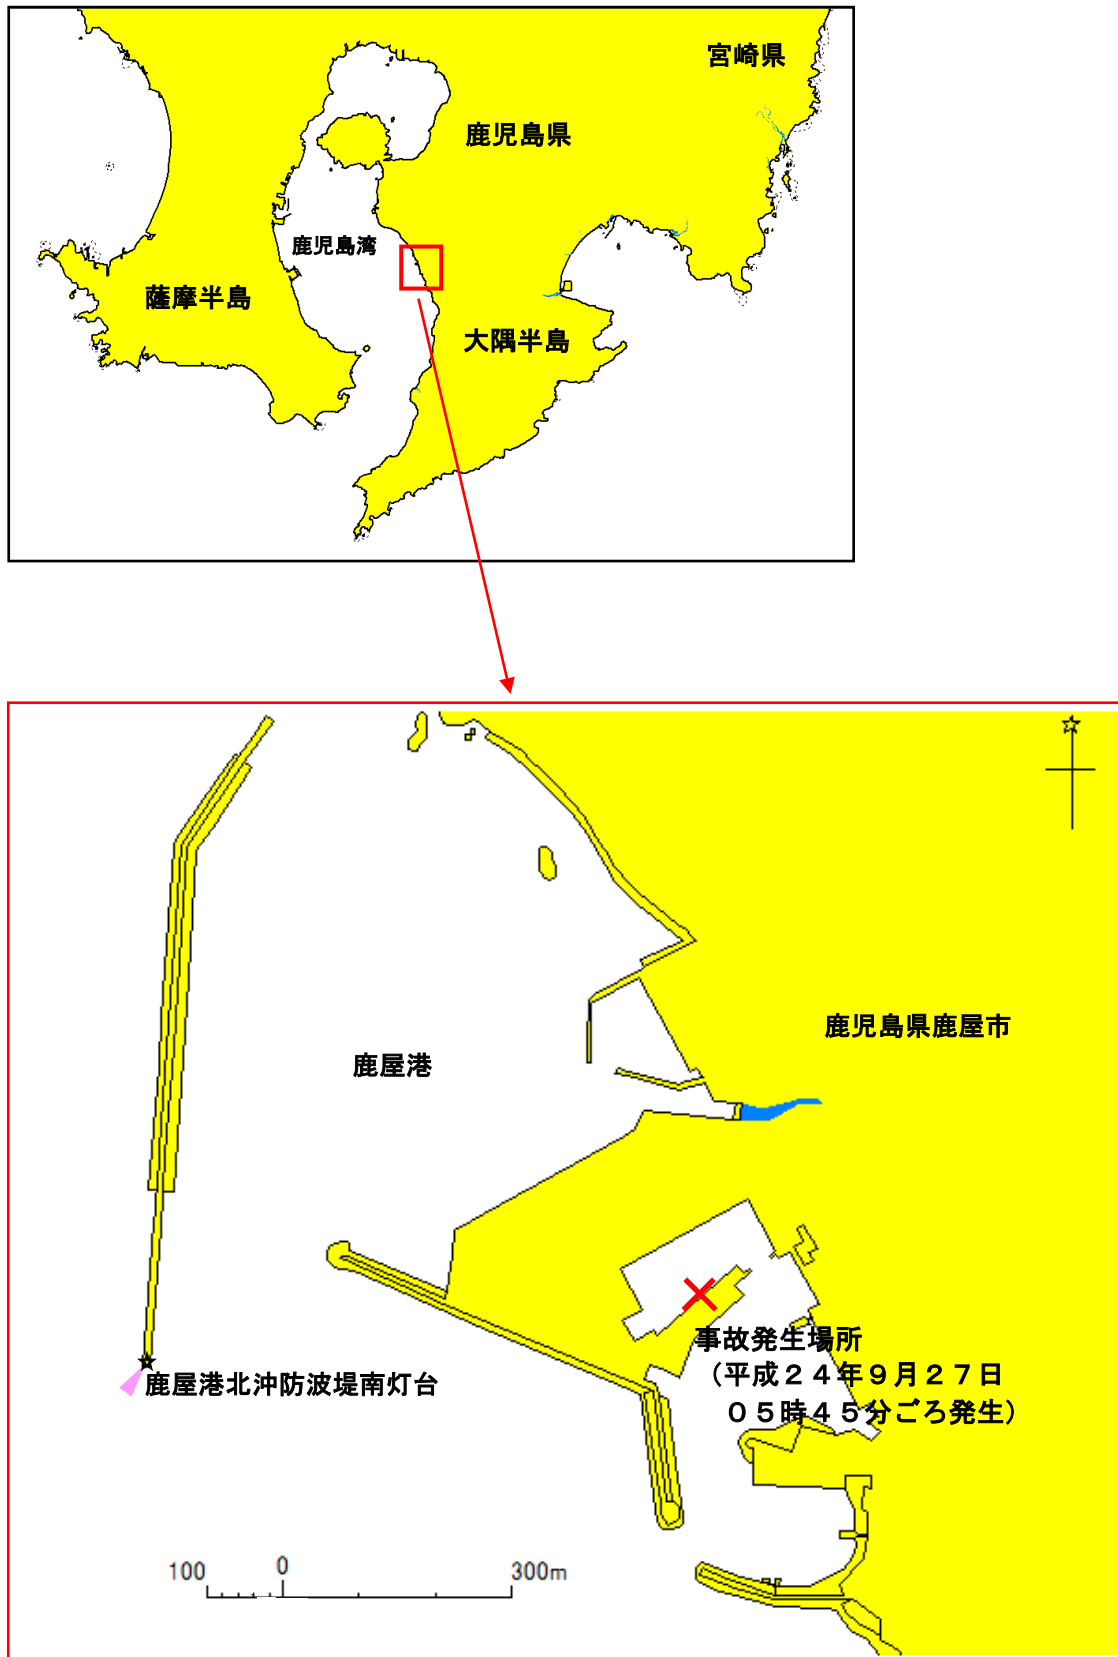 宮崎県
鹿児島県
鹿児島湾
薩摩半島
大隅半島
鹿児島県鹿屋市
鹿屋港
事故発生場所
（平成２４年９月２７日
０５時４５分ごろ発生）
鹿屋港北沖防波堤南灯台
100 0 300m